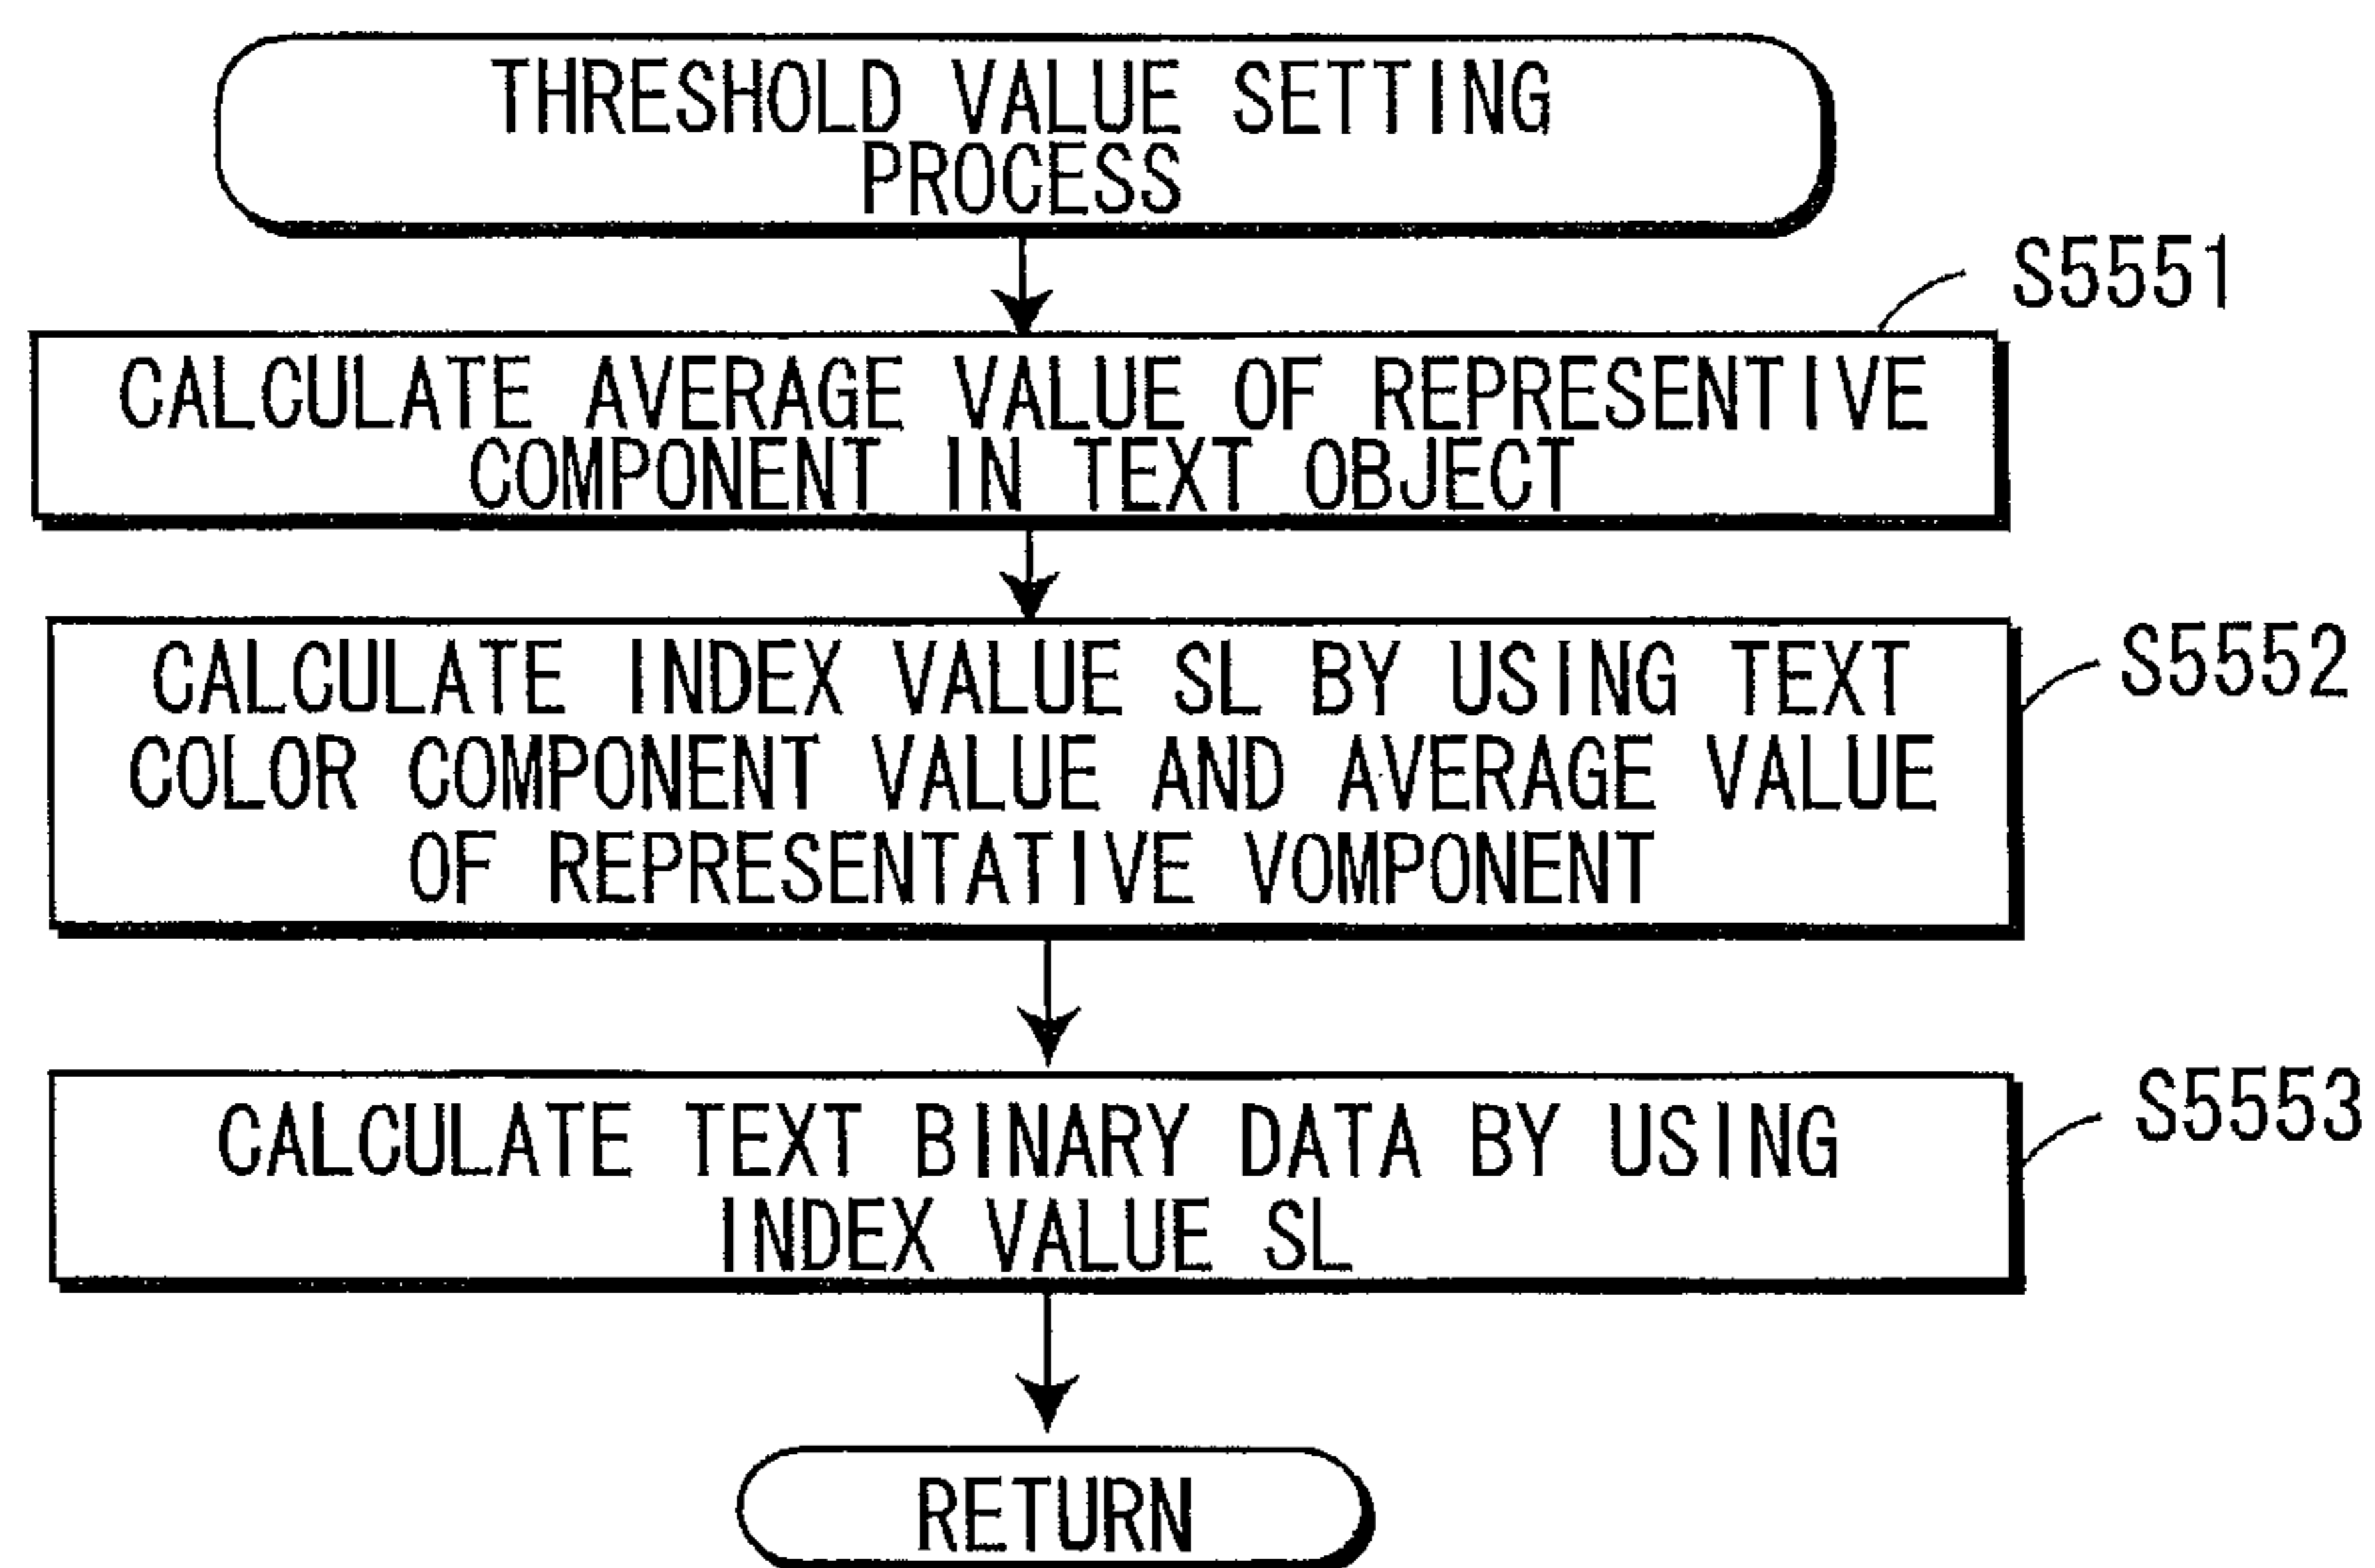 THRESHOLD VALUE SETTING
PROCESS
S5551
CALCULATE AVERAGE VALUE OF REPRESENTIVE
COMPONENT IN TEXT OBJECT
CALCULATE INDEX VALUE SL BY USING TEXT
COLOR COMPONENT VALUE AND AVERAGE VALUE
OF REPRESENTATIVE VOMPONENT
S5552
CALCULATE TEXT BINARY DATA BY USING
INDEX VALUE SL
S5553
RETURN